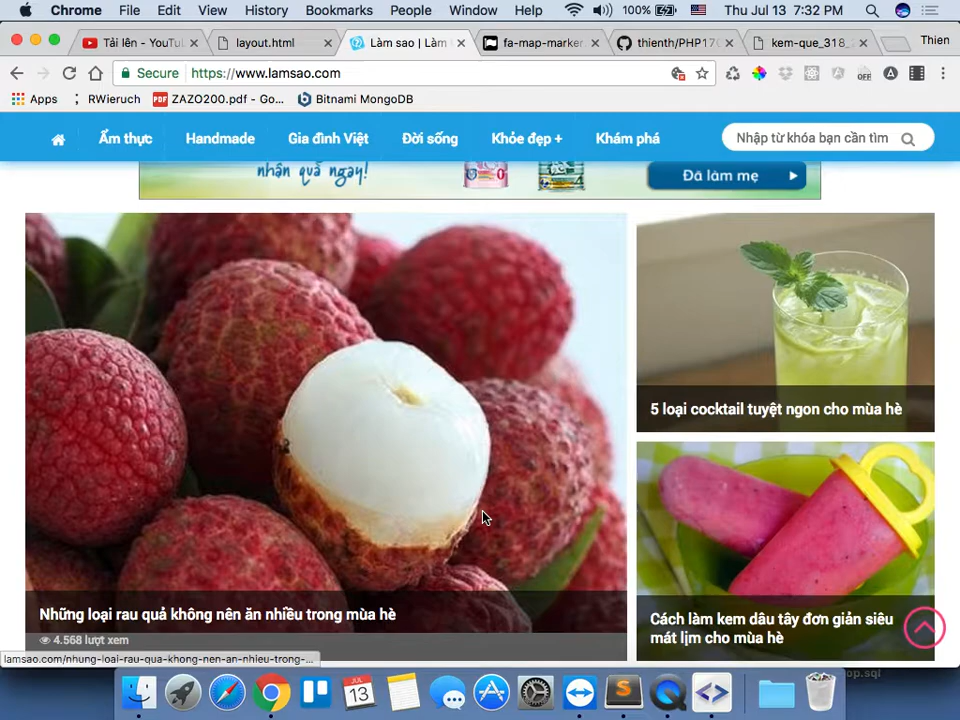 Chrome File Edit View History Bookmarks People Window Help 100% Thu Jul 13 7:32 PM
Tải lên - YouTu layout.html Làm sao | Làm fa-map-marker thienth/PHP170 kem-que_318_ Thien
Secure https://www.lamsao.com
Apps RWieruch PDF ZAZO200.pdf - Go... Bitnami MongoDB
Ẩm thực Handmade Gia đình Việt Đời sống Khỏe đẹp + Khám phá Nhập từ khóa bạn cần tìm
nhận quà ngay! Đã làm mẹ
5 loại cocktail tuyệt ngon cho mùa hè
Những loại rau quả không nên ăn nhiều trong mùa hè
4.568 lượt xem
Cách làm kem dâu tây đơn giản siêu
mát lịm cho mùa hè
lamsao.com/nhung-loai-rau-qua-khong-nen-an-nhieu-trong-...
op.sql
JUL
13